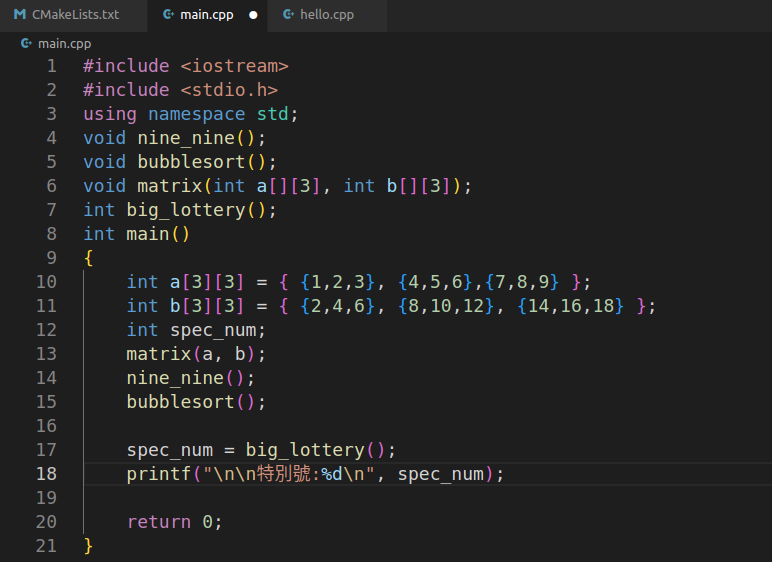 CMakeLists.txt main.cpp hello.cpp
main.cpp
1 #include <iostream>
2 #include <stdio.h>
3 using namespace std;
4 void nine_nine();
5 void bubblesort();
6 void matrix(int a[][3], int b[][3]);
7 int big_lottery();
8 int main()
9 {
10     int a[3][3] = { {1,2,3}, {4,5,6},{7,8,9} };
11     int b[3][3] = { {2,4,6}, {8,10,12}, {14,16,18} };
12     int spec_num;
13     matrix(a, b);
14     nine_nine();
15     bubblesort();
16
17     spec_num = big_lottery();
18     printf("\n\n特別號:%d\n", spec_num);
19
20     return 0;
21 }